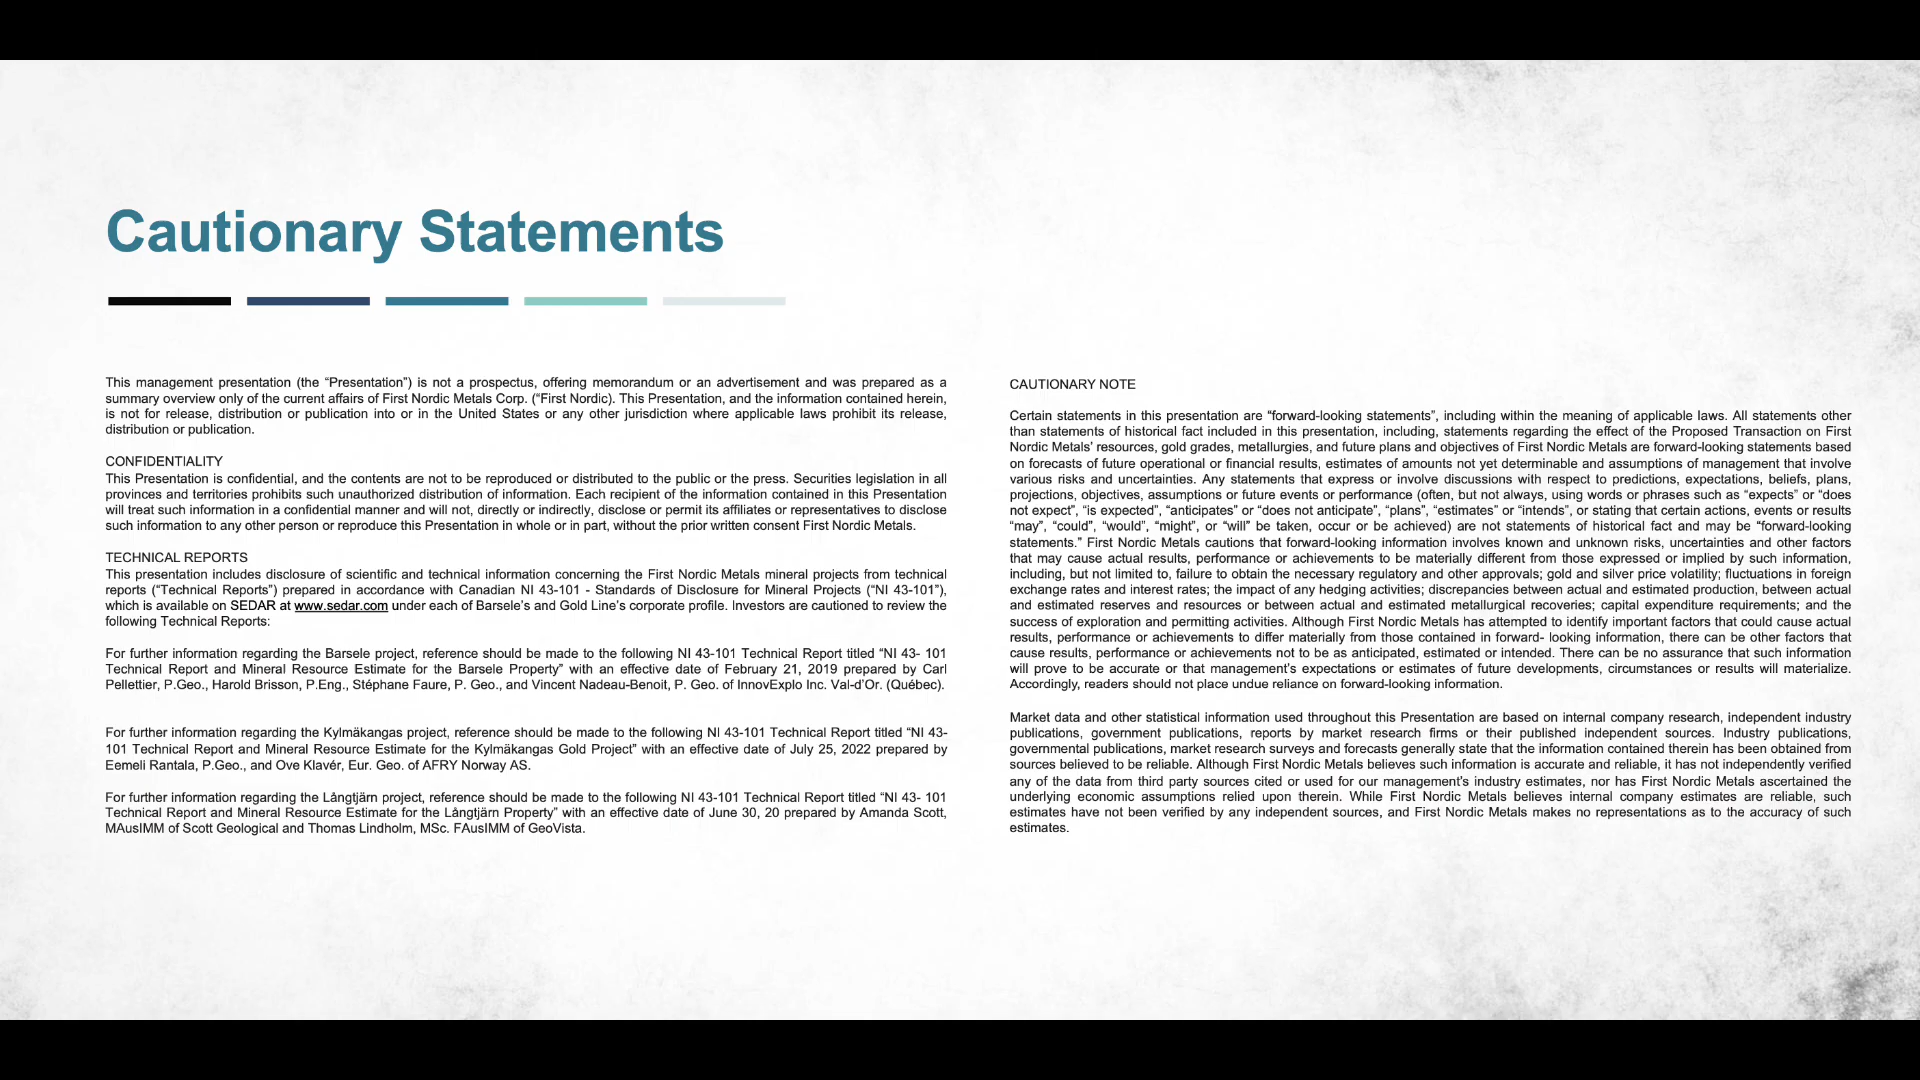 Cautionary Statements
This management presentation (the “Presentation”) is not a prospectus, offering memorandum or an advertisement and was prepared as a
summary overview only of the current affairs of First Nordic Metals Corp. (“First Nordic). This Presentation, and the information contained herein,
is not for release, distribution or publication into or in the United States or any other jurisdiction where applicable laws prohibit its release,
distribution or publication.
CONFIDENTIALITY
This Presentation is confidential, and the contents are not to be reproduced or distributed to the public or the press. Securities legislation in all
provinces and territories prohibits such unauthorized distribution of information. Each recipient of the information contained in this Presentation
will treat such information in a confidential manner and will not, directly or indirectly, disclose or permit its affiliates or representatives to disclose
such information to any other person or reproduce this Presentation in whole or in part, without the prior written consent First Nordic Metals.
TECHNICAL REPORTS
This presentation includes disclosure of scientific and technical information concerning the First Nordic Metals mineral projects from technical
reports (“Technical Reports”) prepared in accordance with Canadian NI 43-101 - Standards of Disclosure for Mineral Projects (“NI 43-101”),
which is available on SEDAR at www.sedar.com under each of Barsele’s and Gold Line’s corporate profile. Investors are cautioned to review the
following Technical Reports:
For further information regarding the Barsele project, reference should be made to the following NI 43-101 Technical Report titled “NI 43- 101
Technical Report and Mineral Resource Estimate for the Barsele Property” with an effective date of February 21, 2019 prepared by Carl
Pellettier, P.Geo., Harold Brisson, P.Eng., Stéphane Faure, P. Geo., and Vincent Nadeau-Benoit, P. Geo. of InnovExplo Inc. Val-d’Or. (Québec).
For further information regarding the Kylmäkangas project, reference should be made to the following NI 43-101 Technical Report titled “NI 43-
101 Technical Report and Mineral Resource Estimate for the Kylmäkangas Gold Project” with an effective date of July 25, 2022 prepared by
Eemeli Rantala, P.Geo., and Ove Klavér, Eur. Geo. of AFRY Norway AS.
For further information regarding the Långtjärn project, reference should be made to the following NI 43-101 Technical Report titled “NI 43- 101
Technical Report and Mineral Resource Estimate for the Långtjärn Property” with an effective date of June 30, 20 prepared by Amanda Scott,
MAusIMM of Scott Geological and Thomas Lindholm, MSc. FAusIMM of GeoVista.
CAUTIONARY NOTE
Certain statements in this presentation are “forward-looking statements”, including within the meaning of applicable laws. All statements other
than statements of historical fact included in this presentation, including, statements regarding the effect of the Proposed Transaction on First
Nordic Metals’ resources, gold grades, metallurgies, and future plans and objectives of First Nordic Metals are forward-looking statements based
on forecasts of future operational or financial results, estimates of amounts not yet determinable and assumptions of management that involve
various risks and uncertainties. Any statements that express or involve discussions with respect to predictions, expectations, beliefs, plans,
projections, objectives, assumptions or future events or performance (often, but not always, using words or phrases such as “expects” or “does
not expect”, “is expected”, “anticipates” or “does not anticipate”, “plans”, “estimates” or “intends”, or stating that certain actions, events or results
“may”, “could”, “would”, “might”, or “will” be taken, occur or be achieved) are not statements of historical fact and may be “forward-looking
statements.” First Nordic Metals cautions that forward-looking information involves known and unknown risks, uncertainties and other factors
that may cause actual results, performance or achievements to be materially different from those expressed or implied by such information,
including, but not limited to, failure to obtain the necessary regulatory and other approvals; gold and silver price volatility; fluctuations in foreign
exchange rates and interest rates; the impact of any hedging activities; discrepancies between actual and estimated production, between actual
and estimated reserves and resources or between actual and estimated metallurgical recoveries; capital expenditure requirements; and the
success of exploration and permitting activities. Although First Nordic Metals has attempted to identify important factors that could cause actual
results, performance or achievements to differ materially from those contained in forward- looking information, there can be other factors that
cause results, performance or achievements not to be as anticipated, estimated or intended. There can be no assurance that such information
will prove to be accurate or that management’s expectations or estimates of future developments, circumstances or results will materialize.
Accordingly, readers should not place undue reliance on forward-looking information.
Market data and other statistical information used throughout this Presentation are based on internal company research, independent industry
publications, government publications, reports by market research firms or their published independent sources. Industry publications,
governmental publications, market research surveys and forecasts generally state that the information contained therein has been obtained from
sources believed to be reliable. Although First Nordic Metals believes such information is accurate and reliable, it has not independently verified
any of the data from third party sources cited or used for our management’s industry estimates, nor has First Nordic Metals ascertained the
underlying economic assumptions relied upon therein. While First Nordic Metals believes internal company estimates are reliable, such
estimates have not been verified by any independent sources, and First Nordic Metals makes no representations as to the accuracy of such
estimates.